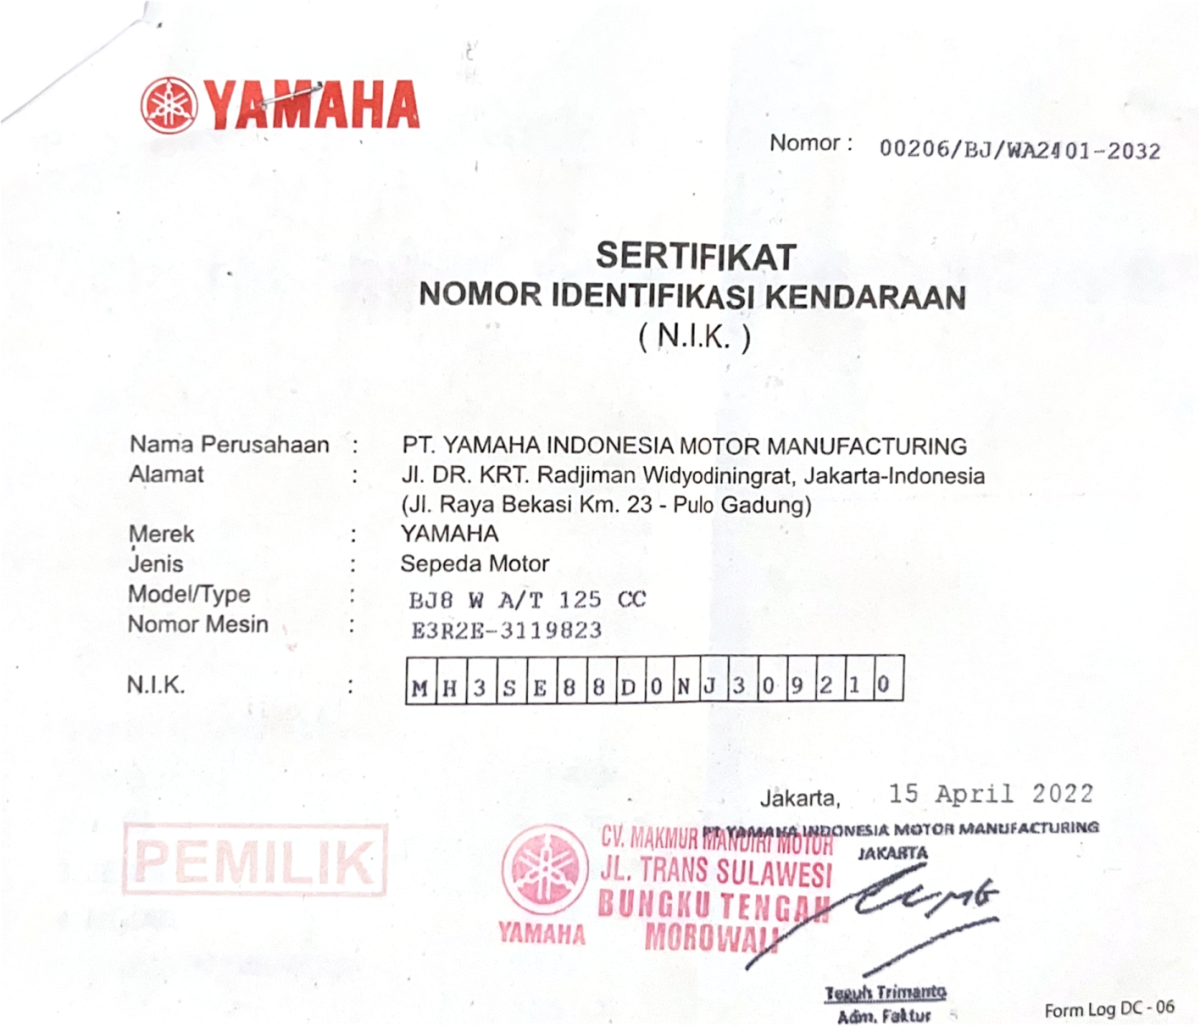 YAMAHA
Nomor : 00206/BJ/WA2401-2032
SERTIFIKAT
NOMOR IDENTIFIKASI KENDARAAN
( N.I.K. )
Nama Perusahaan : PT. YAMAHA INDONESIA MOTOR MANUFACTURING
Alamat : Jl. DR. KRT. Radjiman Widyodiningrat, Jakarta-Indonesia
(Jl. Raya Bekasi Km. 23 - Pulo Gadung)
Merek : YAMAHA
Jenis : Sepeda Motor
Model/Type : BJ8 W A/T 125 CC
Nomor Mesin : E3R2E-3119823
N.I.K. : MH3SE88D0NJ309210
Jakarta, 15 April 2022
PT. YAMAHA INDONESIA MOTOR MANUFACTURING
JAKARTA
PEMILIK
YAMAHA
CV. MAKMUR MANDIRI MOTOR
JL. TRANS SULAWESI
BUNGKU TENGAH
MOROWALI
Teguh Trimanto
Adm. Faktur
Form Log DC - 06